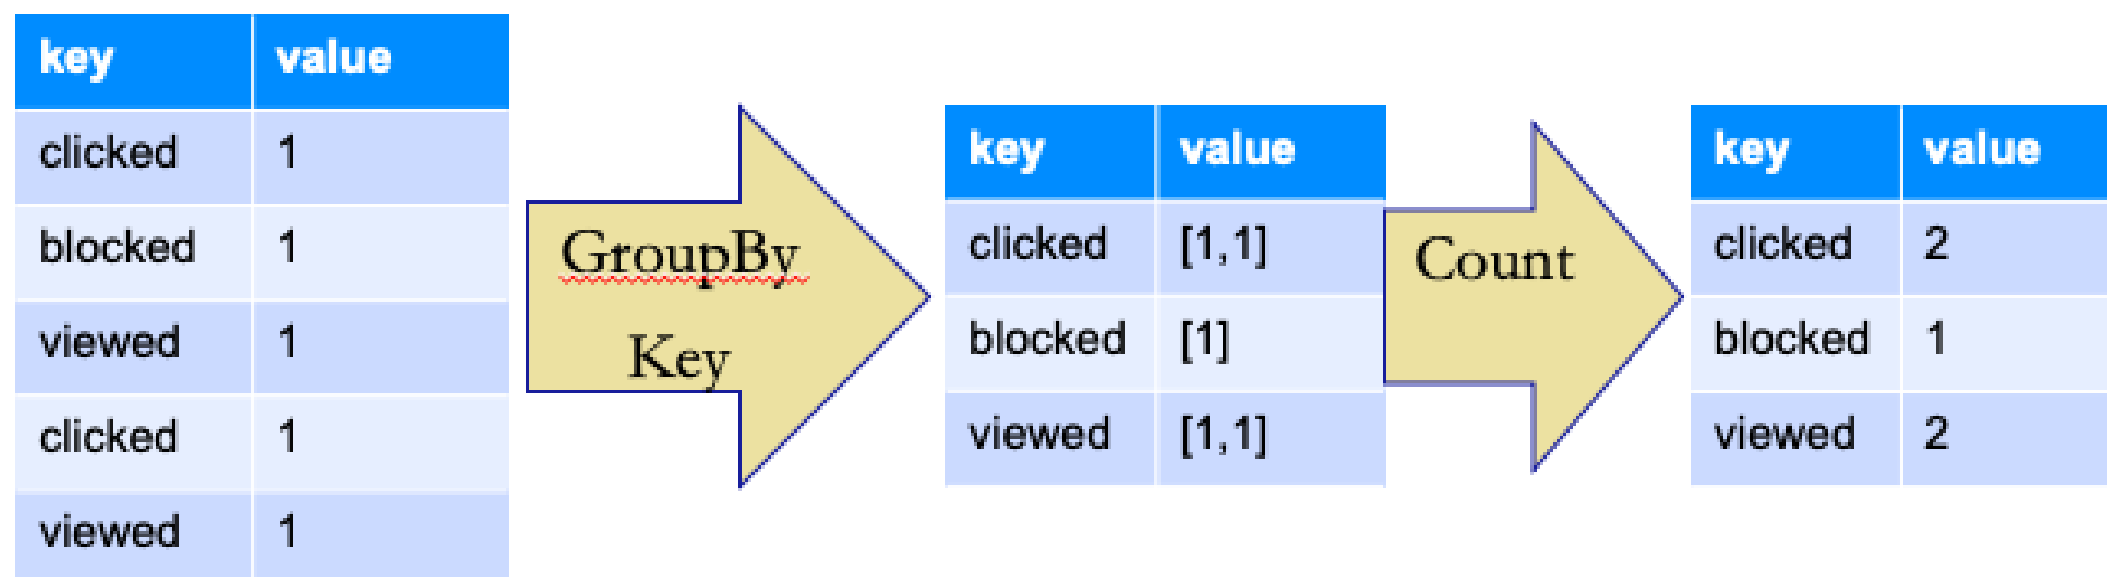 key value
clicked 1
blocked 1
viewed 1
clicked 1
viewed 1
GroupBy
Key
key value
clicked [1,1]
blocked [1]
viewed [1,1]
Count
key value
clicked 2
blocked 1
viewed 2